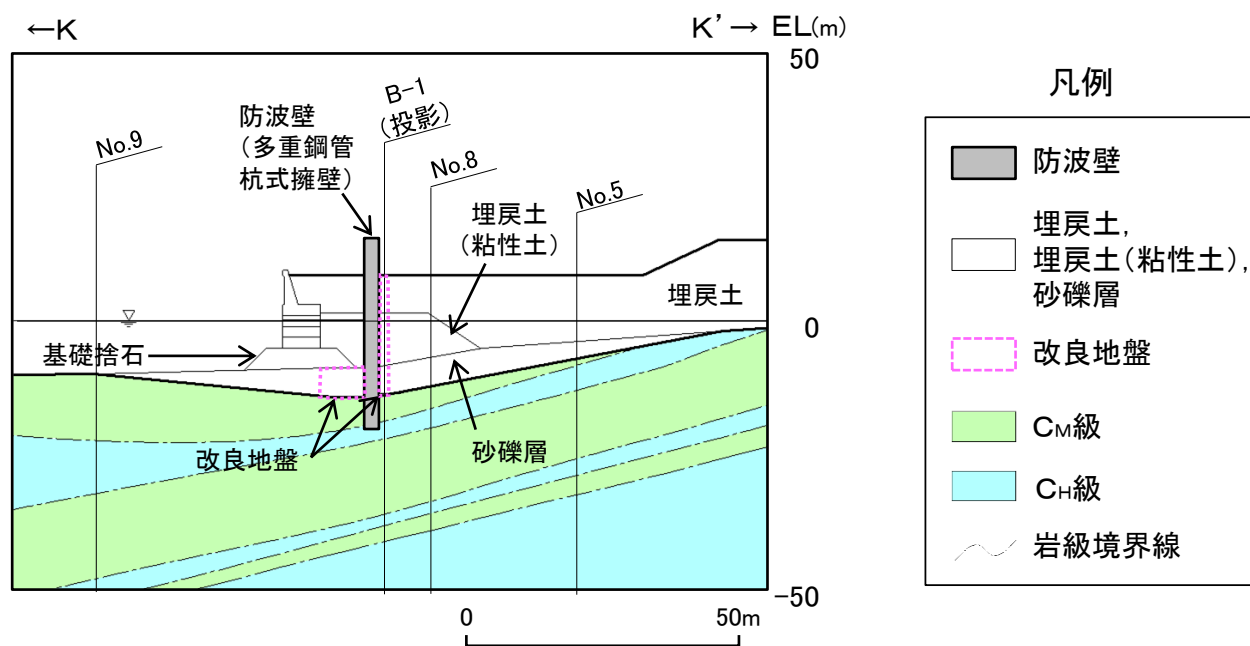 ←K
K’→ EL(m)
50
0
-50
No.9
防波壁
(多重鋼管
杭式擁壁)
B-1
(投影)
No.8
No.5
埋戻土
(粘性土)
埋戻土
基礎捨石
改良地盤
砂礫層
0
50m
凡例
防波壁
埋戻土,
埋戻土(粘性土),
砂礫層
改良地盤
CM級
CH級
岩級境界線